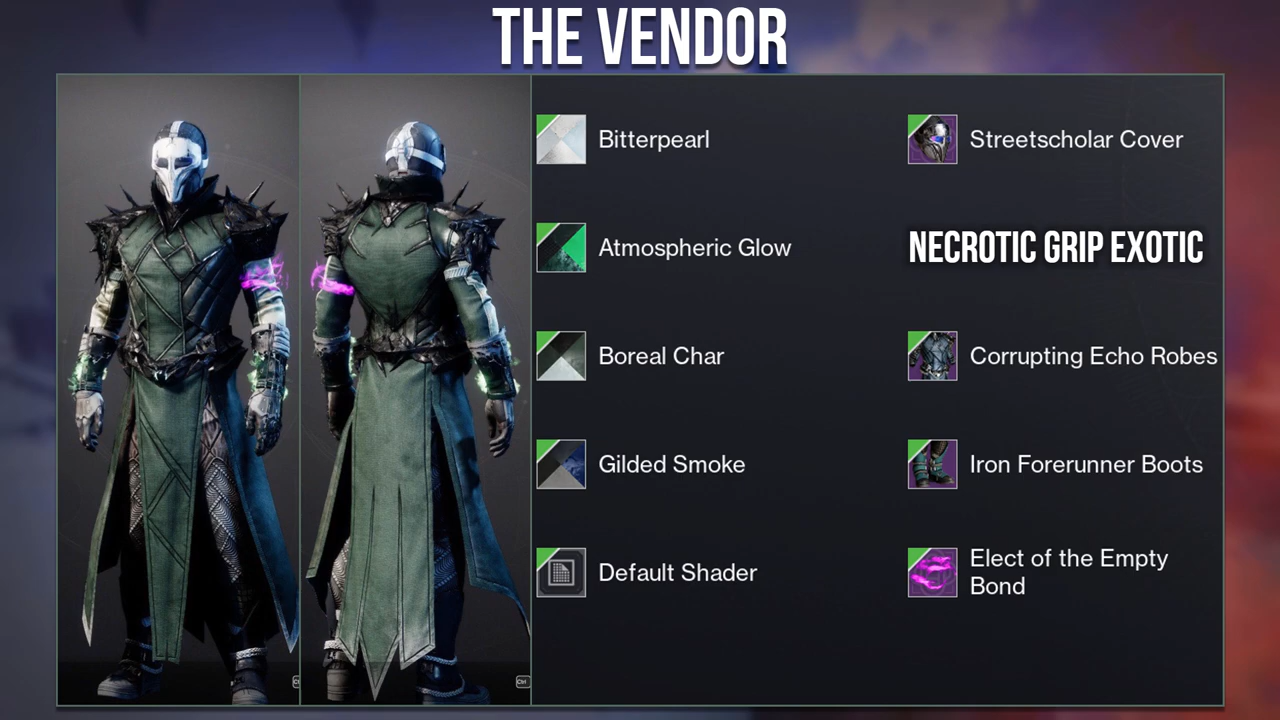 THE VENDOR
Bitterpearl
Streetscholar Cover
Atmospheric Glow
NECROTIC GRIP EXOTIC
Boreal Char
Corrupting Echo Robes
Gilded Smoke
Iron Forerunner Boots
Default Shader
Elect of the Empty
Bond